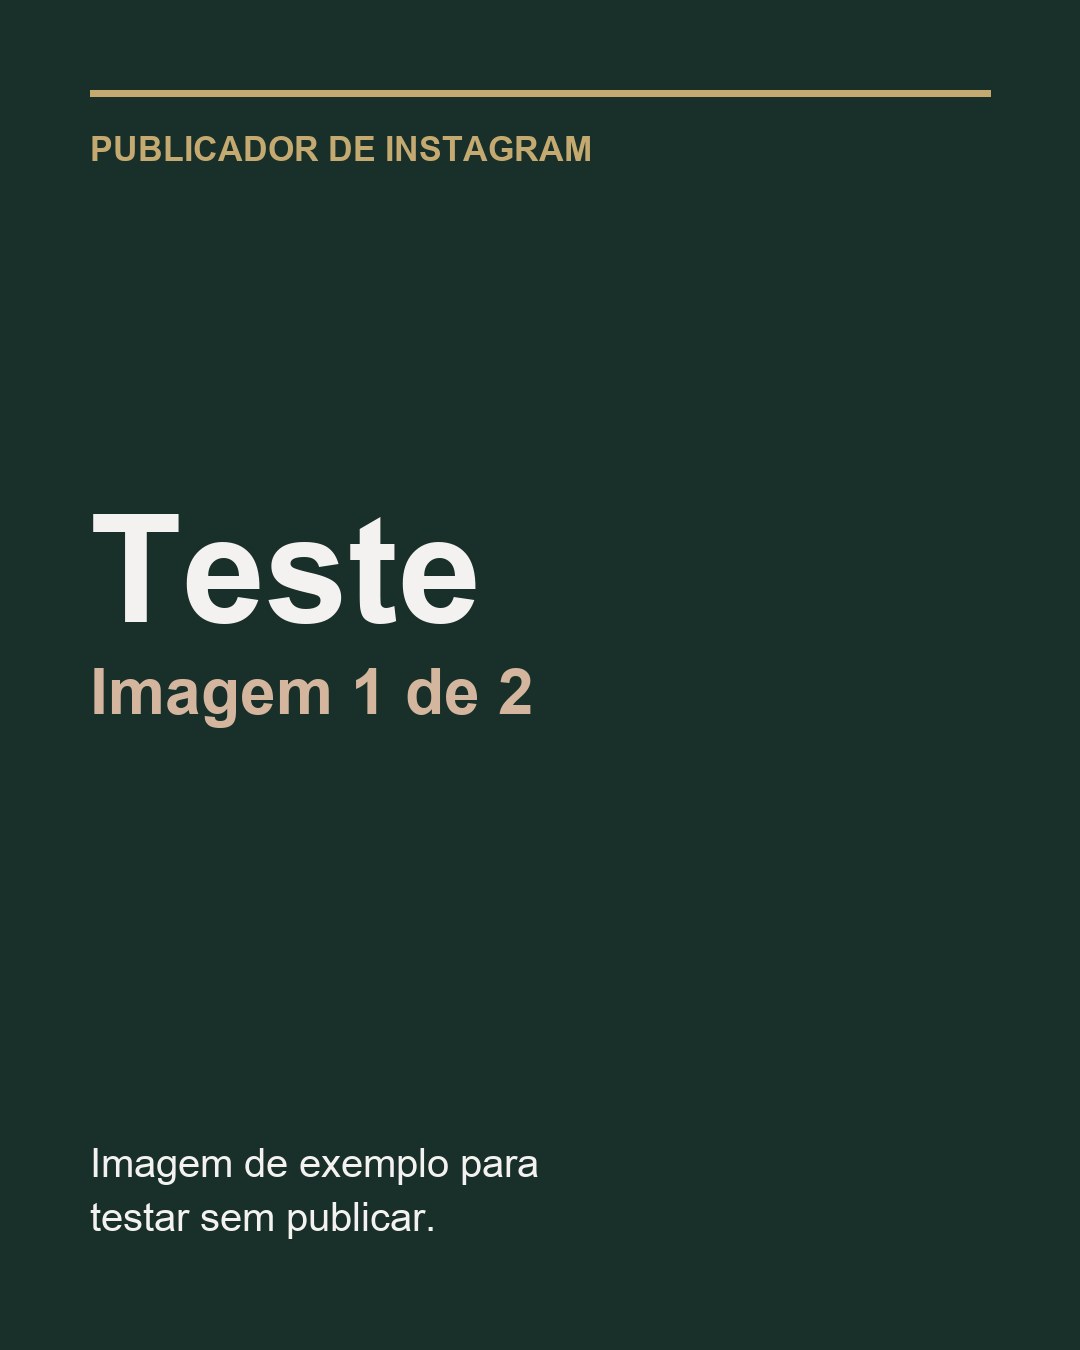 PUBLICADOR DE INSTAGRAM
Teste
Imagem 1 de 2
Imagem de exemplo para
testar sem publicar.